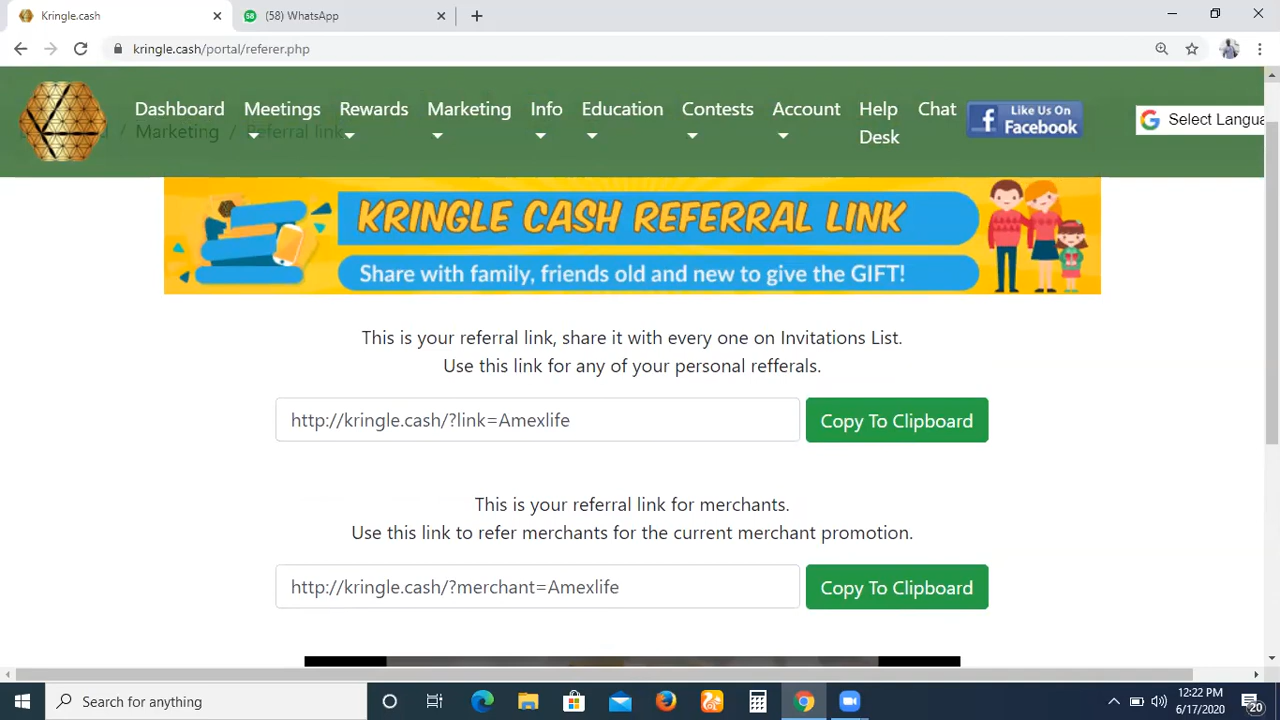 Kringle.cash
(58) WhatsApp
kringle.cash/portal/referer.php
Dashboard Meetings Rewards Marketing Info Education Contests Account Help Desk Chat
Like Us On
Facebook
G Select Langua
/ Marketing / Referral link
KRINGLE CASH REFERRAL LINK
Share with family, friends old and new to give the GIFT!
This is your referral link, share it with every one on Invitations List.
Use this link for any of your personal refferals.
http://kringle.cash/?link=Amexlife
Copy To Clipboard
This is your referral link for merchants.
Use this link to refer merchants for the current merchant promotion.
http://kringle.cash/?merchant=Amexlife
Copy To Clipboard
Search for anything
12:22 PM
6/17/2020
20